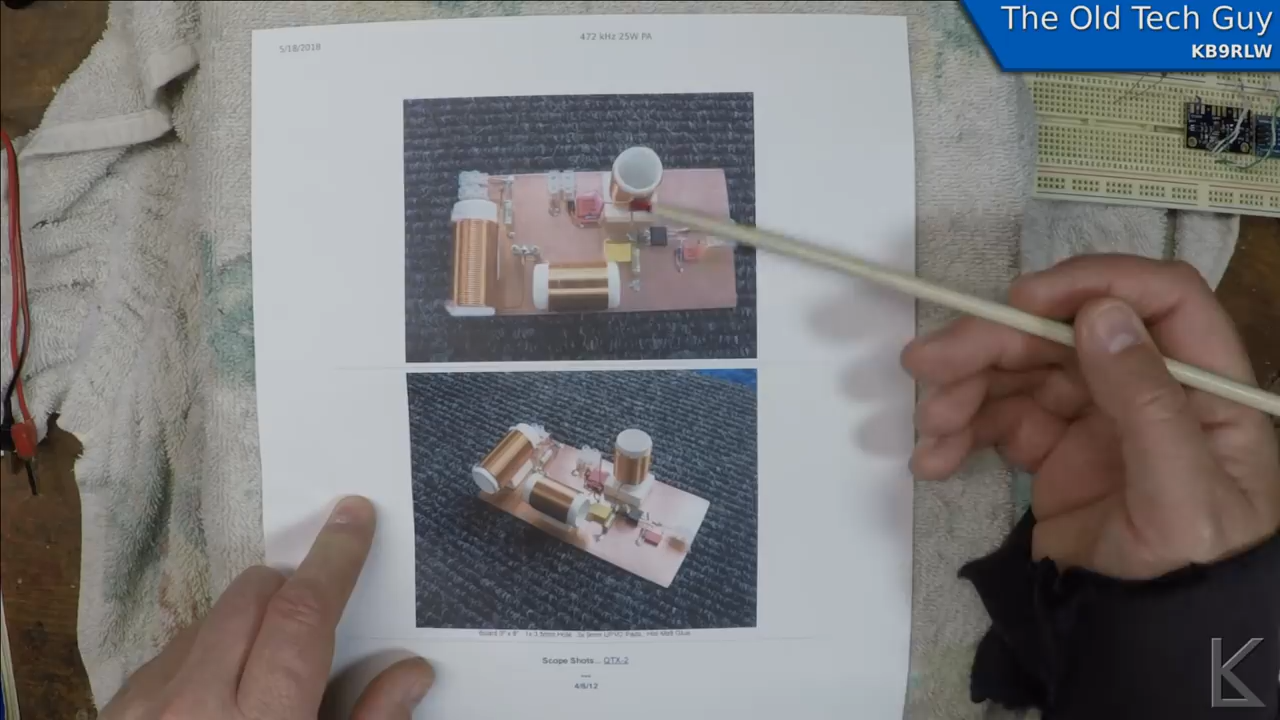 The Old Tech Guy
KB9RLW
5/18/2018
472 kHz 25W PA
Scope Shots... QTX-2
4/6/12